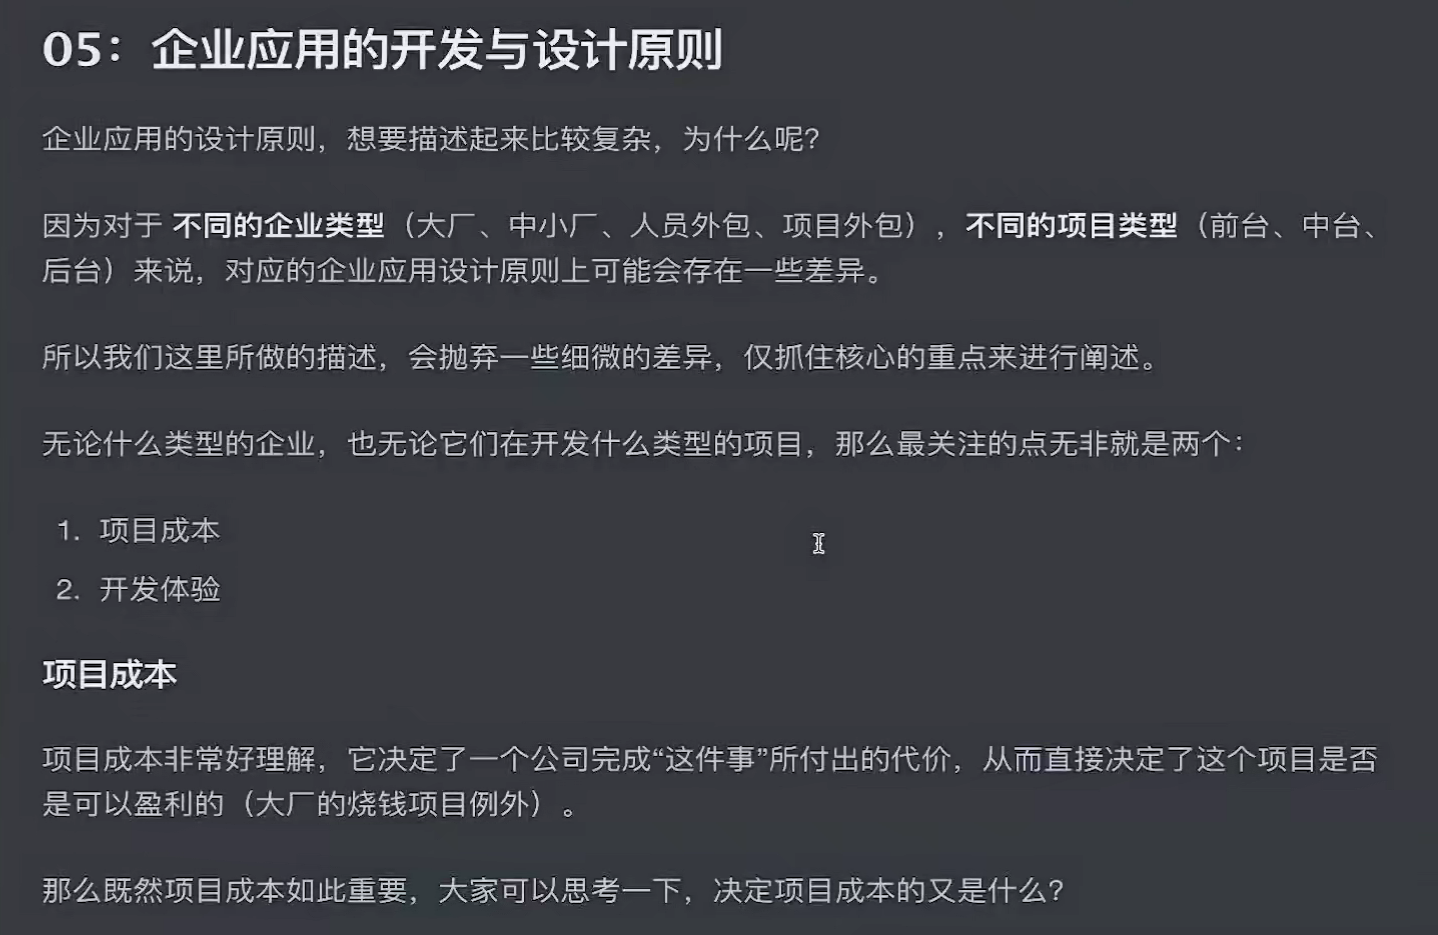 05：企业应用的开发与设计原则
企业应用的设计原则，想要描述起来比较复杂，为什么呢？
因为对于 不同的企业类型（大厂、中小厂、人员外包、项目外包），不同的项目类型（前台、中台、
后台）来说，对应的企业应用设计原则上可能会存在一些差异。
所以我们这里所做的描述，会抛弃一些细微的差异，仅抓住核心的重点来进行阐述。
无论什么类型的企业，也无论它们在开发什么类型的项目，那么最关注的点无非就是两个：
1. 项目成本
2. 开发体验
项目成本
项目成本非常好理解，它决定了一个公司完成“这件事”所付出的代价，从而直接决定了这个项目是否
是可以盈利的（大厂的烧钱项目例外）。
那么既然项目成本如此重要，大家可以思考一下，决定项目成本的又是什么？